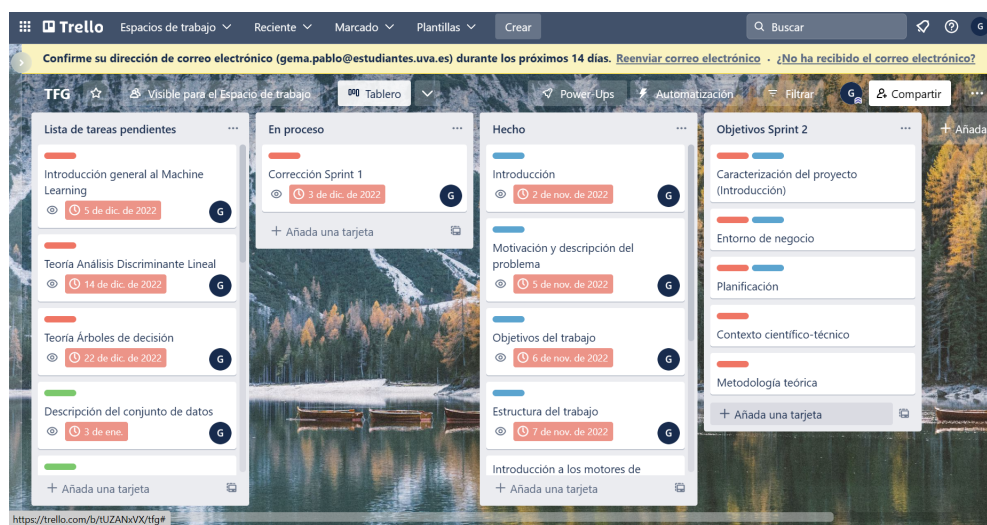 Trello
Espacios de trabajo
Reciente
Marcado
Plantillas
Crear
Buscar
G
Confirme su dirección de correo electrónico (gema.pablo@estudiantes.uva.es) durante los próximos 14 días. Reenviar correo electrónico · ¿No ha recibido el correo electrónico?
TFG
Visible para el Espacio de trabajo
Tablero
Power-Ups
Automatización
Filtrar
G
Compartir
Lista de tareas pendientes
Introducción general al Machine
Learning
5 de dic. de 2022
G
Teoría Análisis Discriminante Lineal
14 de dic. de 2022
G
Teoría Árboles de decisión
22 de dic. de 2022
G
Descripción del conjunto de datos
3 de ene.
G
+ Añada una tarjeta
En proceso
Corrección Sprint 1
3 de dic. de 2022
G
+ Añada una tarjeta
Hecho
Introducción
2 de nov. de 2022
G
Motivación y descripción del
problema
5 de nov. de 2022
G
Objetivos del trabajo
6 de nov. de 2022
G
Estructura del trabajo
7 de nov. de 2022
G
Introducción a los motores de
+ Añada una tarjeta
Objetivos Sprint 2
Caracterización del proyecto
(Introducción)
Entorno de negocio
Planificación
Contexto científico-técnico
Metodología teórica
+ Añada una tarjeta
+ Añada
https://trello.com/b/tUZANxVX/tfg#